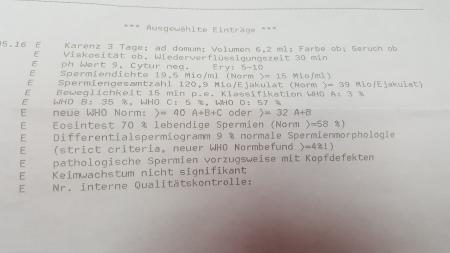 *** Ausgewählte Einträge ***
05.16 E Karenz 3 Tage; ad domum; Volumen 6,2 ml; Farbe ob; Geruch ob
E Viskosität ob. Wiederverflüssigungszeit 30 min
E ph Wert 9, Cytur neg. Ery: 5-10
E Spermiendichte 19,5 Mio/ml (Norm >= 15 Mio/ml)
E Spermiengesamtzahl 120,9 Mio/Ejakulat (Norm >= 39 Mio/Ejakulat)
E Beweglichkeit 15 min p.e. Klassifikation WHO A: 3 %
E WHO B: 35 %, WHO C: 5 %, WHO D: 57 %
E neue WHO Norm: >= 40 A+B+C oder >= 32 A+B
E Eosintest 70 % lebendige Spermien (Norm >=58 %)
E Differentialspermiogramm 9 % normale Spermienmorphologie
E (strict criteria, neuer WHO Normbefund >=4%!)
E pathologische Spermien vorzugsweise mit Kopfdefekten
E Keimwachstum nicht signifikant
E Nr. interne Qualitätskontrolle: